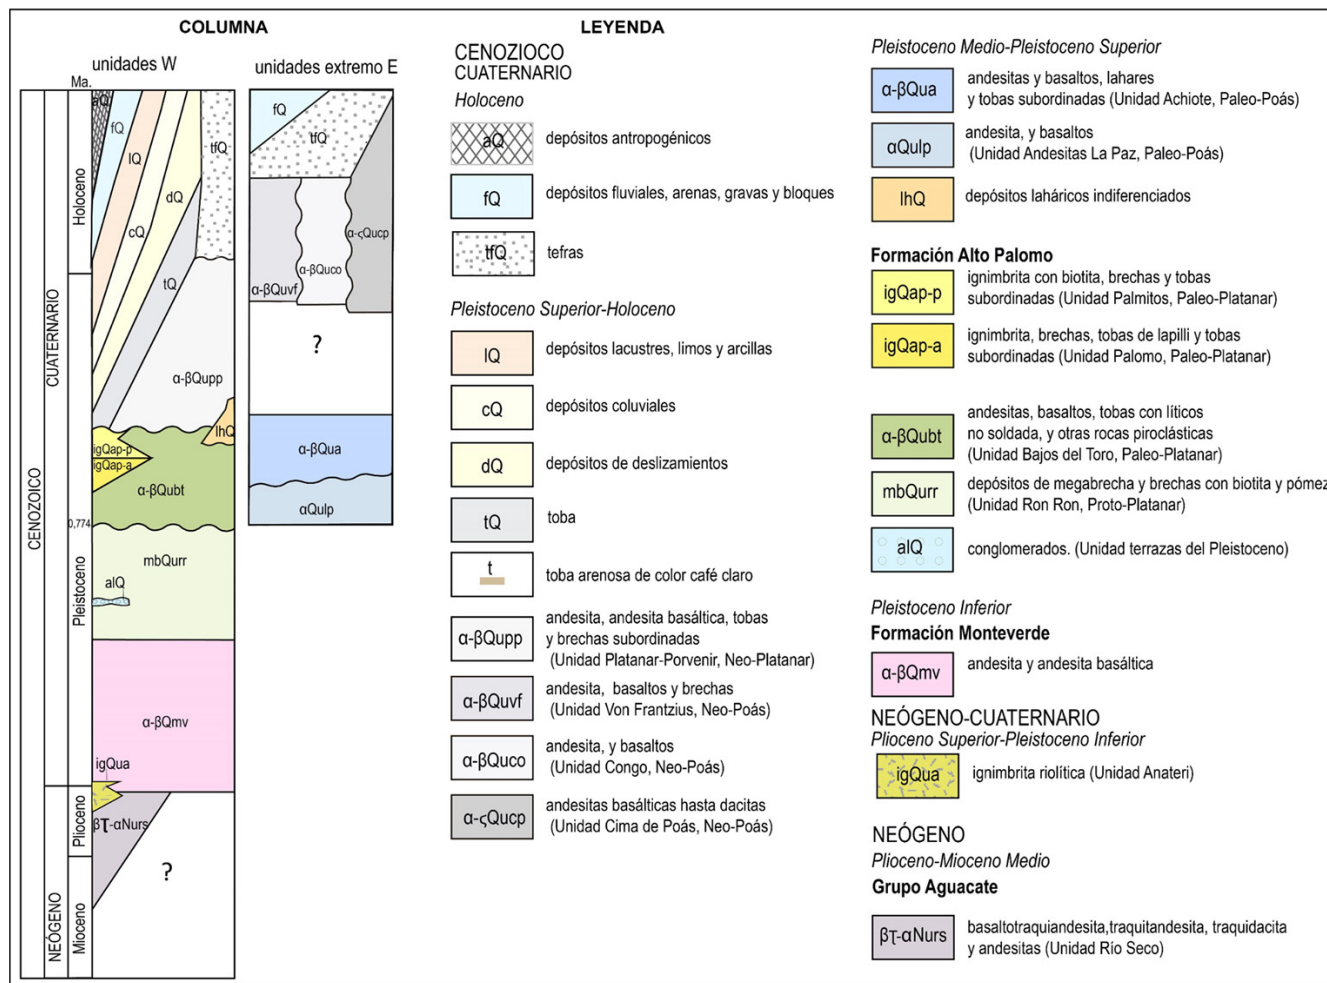 COLUMNA
unidades W
unidades extremo E
Ma.
CENOZOICO
CUATERNARIO
NEÓGENO
Holoceno
Pleistoceno
Plioceno
Mioceno
0,774
aQ
fQ
lQ
cQ
dQ
tQ
tfQ
α-βQupp
lhQ
igQap-p
igQap-a
α-βQubt
mbQurr
alQ
α-βQmv
igQua
βτ-αNurs
?
fQ
tfQ
α-βQuvf
α-βQuco
α-ςQucp
?
α-βQua
αQulp
LEYENDA
CENOZIOCO
CUATERNARIO
Holoceno
aQ depósitos antropogénicos
fQ depósitos fluviales, arenas, gravas y bloques
tfQ tefras
Pleistoceno Superior-Holoceno
lQ depósitos lacustres, limos y arcillas
cQ depósitos coluviales
dQ depósitos de deslizamientos
tQ toba
t toba arenosa de color café claro
α-βQupp andesita, andesita basáltica, tobas
y brechas subordinadas
(Unidad Platanar-Porvenir, Neo-Platanar)
α-βQuvf andesita, basaltos y brechas
(Unidad Von Frantzius, Neo-Poás)
α-βQuco andesita, y basaltos
(Unidad Congo, Neo-Poás)
α-ςQucp andesitas basálticas hasta dacitas
(Unidad Cima de Poás, Neo-Poás)
Pleistoceno Medio-Pleistoceno Superior
α-βQua andesitas y basaltos, lahares
y tobas subordinadas (Unidad Achiote, Paleo-Poás)
αQulp andesita, y basaltos
(Unidad Andesitas La Paz, Paleo-Poás)
lhQ depósitos laháricos indiferenciados
Formación Alto Palomo
igQap-p ignimbrita con biotita, brechas y tobas
subordinadas (Unidad Palmitos, Paleo-Platanar)
igQap-a ignimbrita, brechas, tobas de lapilli y tobas
subordinadas (Unidad Palomo, Paleo-Platanar)
α-βQubt andesitas, basaltos, tobas con líticos
no soldada, y otras rocas piroclásticas
(Unidad Bajos del Toro, Paleo-Platanar)
mbQurr depósitos de megabrecha y brechas con biotita y pómez
(Unidad Ron Ron, Proto-Platanar)
alQ conglomerados. (Unidad terrazas del Pleistoceno)
Pleistoceno Inferior
Formación Monteverde
α-βQmv andesita y andesita basáltica
NEÓGENO-CUATERNARIO
Plioceno Superior-Pleistoceno Inferior
igQua ignimbrita riolítica (Unidad Anateri)
NEÓGENO
Plioceno-Mioceno Medio
Grupo Aguacate
βτ-αNurs basaltotraquiandesita,traquitandesita, traquidacita
y andesitas (Unidad Río Seco)